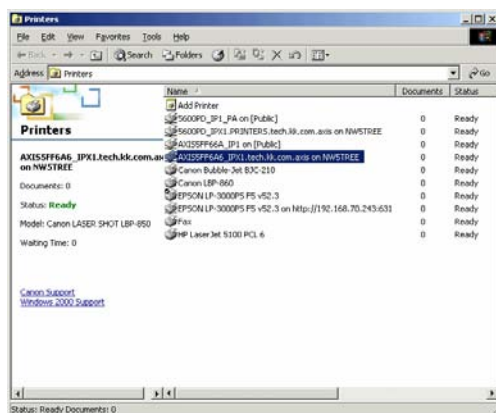 Printers
File Edit View Favorites Tools Help
Back Search Folders
Address Printers Go
Name Documents Status
Add Printer
5600PD_IP1_PA on [Public] 0 Ready
5600PD_IPX1.PRINTERS.tech.kk.com.axis on NW5TREE 0 Ready
AXIS5FF66A_IP1 on [Public] 0 Ready
AXIS5FF6A6_IPX1.tech.kk.com.axis on NW5TREE 0 Ready
Canon Bubble-Jet BJC-210 0 Ready
Canon LBP-860 0 Ready
EPSON LP-3000PS F5 v52.3 0 Ready
EPSON LP-3000PS F5 v52.3 on http://192.168.70.243:631 0 Ready
Fax 0 Ready
HP LaserJet 5100 PCL 6 0 Ready
Printers
AXIS5FF6A6_IPX1.tech.kk.com.ax
on NW5TREE
Documents: 0
Status: Ready
Model: Canon LASER SHOT LBP-850
Waiting Time: 0
Canon Support
Windows 2000 Support
Status: Ready Documents: 0